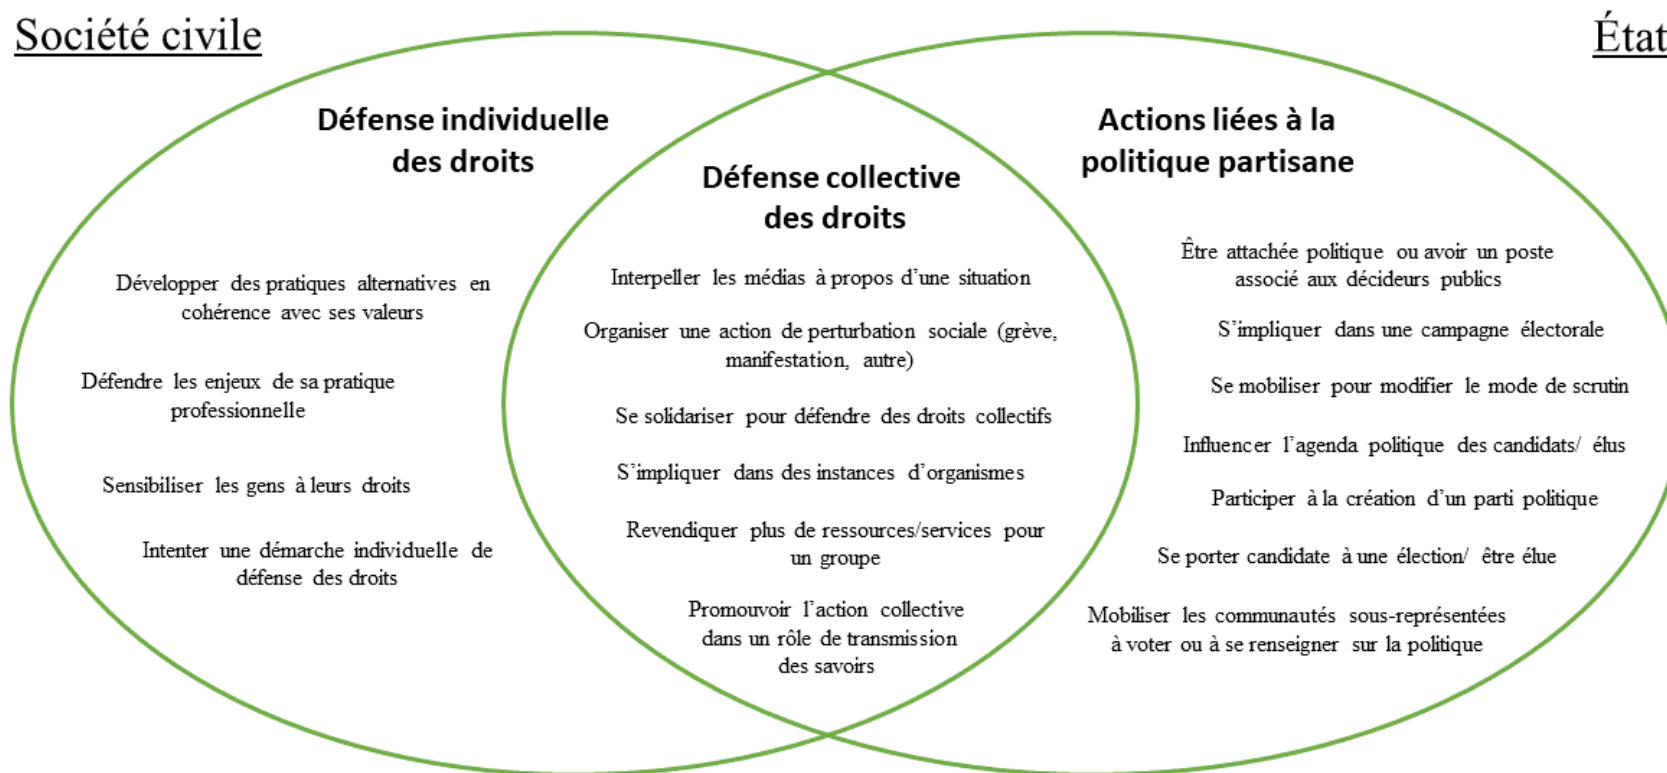 Société civile
État
Défense individuelle
des droits
Développer des pratiques alternatives en
cohérence avec ses valeurs
Défendre les enjeux de sa pratique
professionnelle
Sensibiliser les gens à leurs droits
Intenter une démarche individuelle de
défense des droits
Défense collective
des droits
Interpeller les médias à propos d'une situation
Organiser une action de perturbation sociale (grève,
manifestation, autre)
Se solidariser pour défendre des droits collectifs
S'impliquer dans des instances d'organismes
Revendiquer plus de ressources/services pour
un groupe
Promouvoir l'action collective
dans un rôle de transmission
des savoirs
Actions liées à la
politique partisane
Être attachée politique ou avoir un poste
associé aux décideurs publics
S'impliquer dans une campagne électorale
Se mobiliser pour modifier le mode de scrutin
Influencer l'agenda politique des candidats/ élus
Participer à la création d'un parti politique
Se porter candidate à une élection/ être élue
Mobiliser les communautés sous-représentées
à voter ou à se renseigner sur la politique